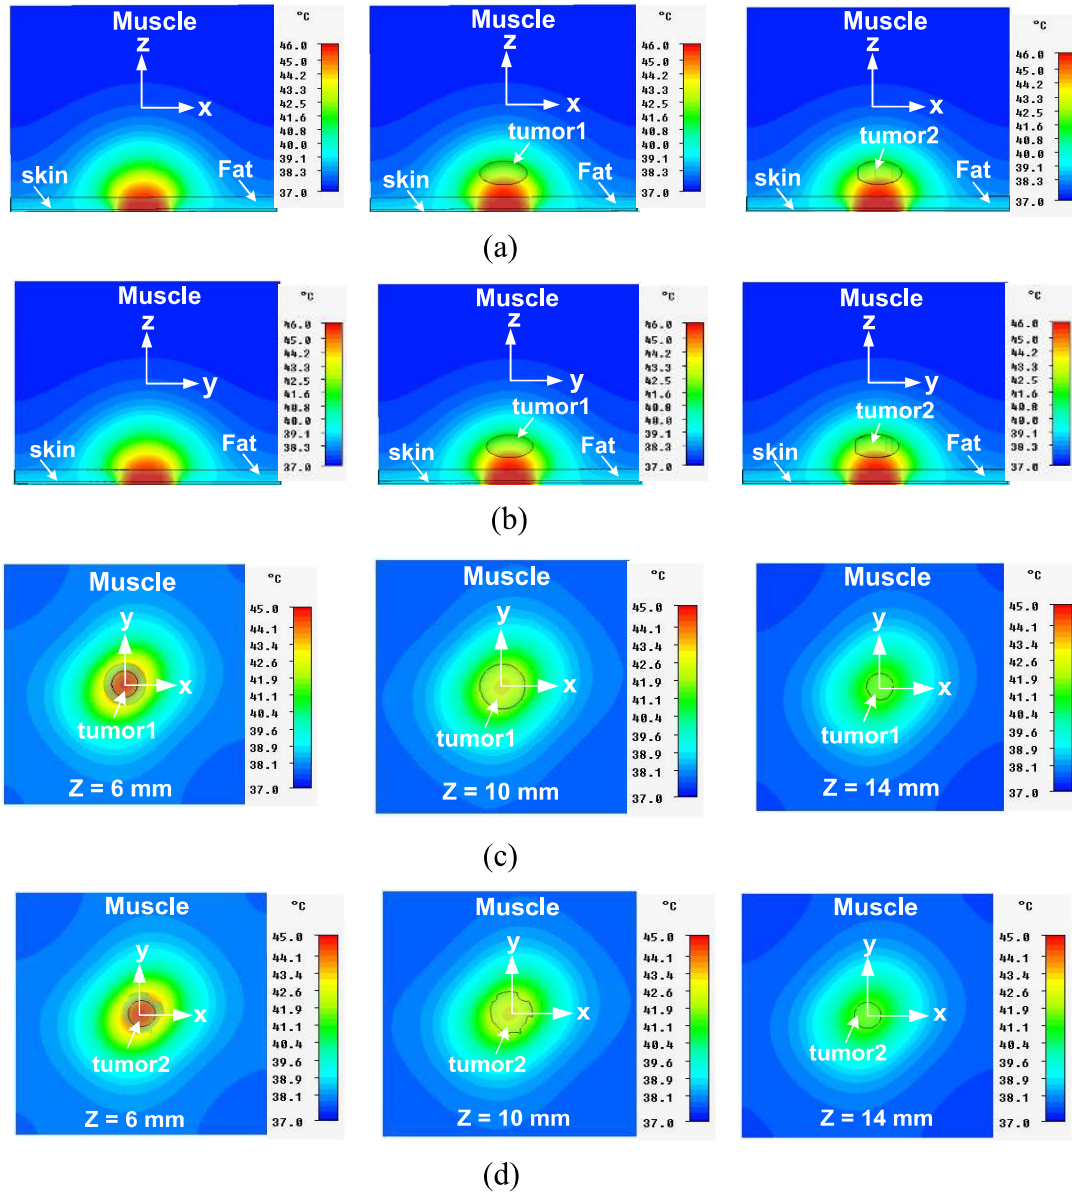 Muscle
z
x
skin
Fat
°C
46.0
45.0
44.2
43.3
42.5
41.6
40.8
39.1
38.3
37.0
Muscle
z
x
tumor1
skin
Fat
°C
46.0
45.0
44.2
43.3
42.5
41.6
40.8
39.1
38.3
37.0
Muscle
z
x
tumor2
skin
Fat
°C
46.0
45.0
44.2
43.3
42.5
41.6
40.8
39.1
38.3
37.0
(a)
Muscle
z
y
skin
Fat
°C
46.0
45.0
44.2
43.3
42.5
41.6
40.0
39.1
38.3
37.0
Muscle
z
y
tumor1
skin
Fat
°C
46.0
45.0
44.2
43.3
42.5
41.6
40.0
39.1
38.3
37.0
Muscle
z
y
tumor2
skin
Fat
°C
46.0
45.0
44.2
43.3
42.5
41.6
40.0
39.1
38.3
37.0
(b)
Muscle
y
x
tumor1
Z = 6 mm
°C
45.0
44.1
43.4
42.6
41.9
41.1
40.4
39.6
38.9
38.1
37.0
Muscle
y
x
tumor1
Z = 10 mm
°C
45.0
44.1
43.4
42.6
41.9
41.1
40.4
39.6
38.9
38.1
37.0
Muscle
y
x
tumor1
Z = 14 mm
°C
45.0
44.1
43.4
42.6
41.9
41.1
40.4
39.6
38.9
38.1
37.0
(c)
Muscle
y
x
tumor2
Z = 6 mm
°C
45.0
44.1
43.4
42.6
41.9
41.1
40.4
39.6
38.9
38.1
37.0
Muscle
y
x
tumor2
Z = 10 mm
°C
45.0
44.1
43.4
42.6
41.9
41.1
40.4
39.6
38.9
38.1
37.0
Muscle
y
x
tumor2
Z = 14 mm
°C
45.0
44.1
43.4
42.6
41.9
41.1
40.4
39.6
38.9
38.1
37.0
(d)